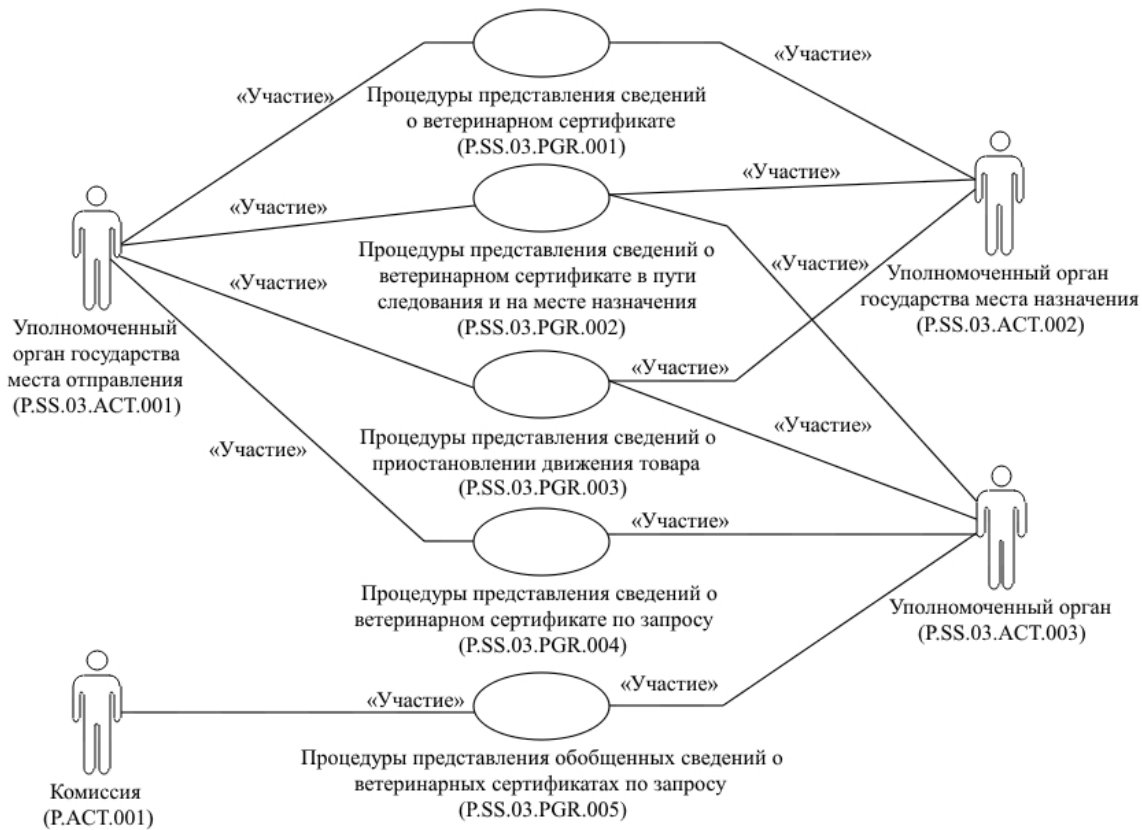 «Участие»
«Участие»
«Участие»
Процедуры представления сведений
о ветеринарном сертификате
(P.SS.03.PGR.001)
«Участие»
«Участие»
Процедуры представления сведений о
ветеринарном сертификате в пути
следования и на месте назначения
(P.SS.03.PGR.002)
«Участие»
«Участие»
Уполномоченный орган
государства места назначения
(P.SS.03.ACT.002)
Уполномоченный
орган государства
места отправления
(P.SS.03.ACT.001)
«Участие»
Процедуры представления сведений о
приостановлении движения товара
(P.SS.03.PGR.003)
«Участие»
«Участие»
«Участие»
Процедуры представления сведений о
ветеринарном сертификате по запросу
(P.SS.03.PGR.004)
Уполномоченный орган
(P.SS.03.ACT.003)
«Участие»
«Участие»
Процедуры представления обобщенных сведений о
ветеринарных сертификатах по запросу
(P.SS.03.PGR.005)
Комиссия
(P.ACT.001)